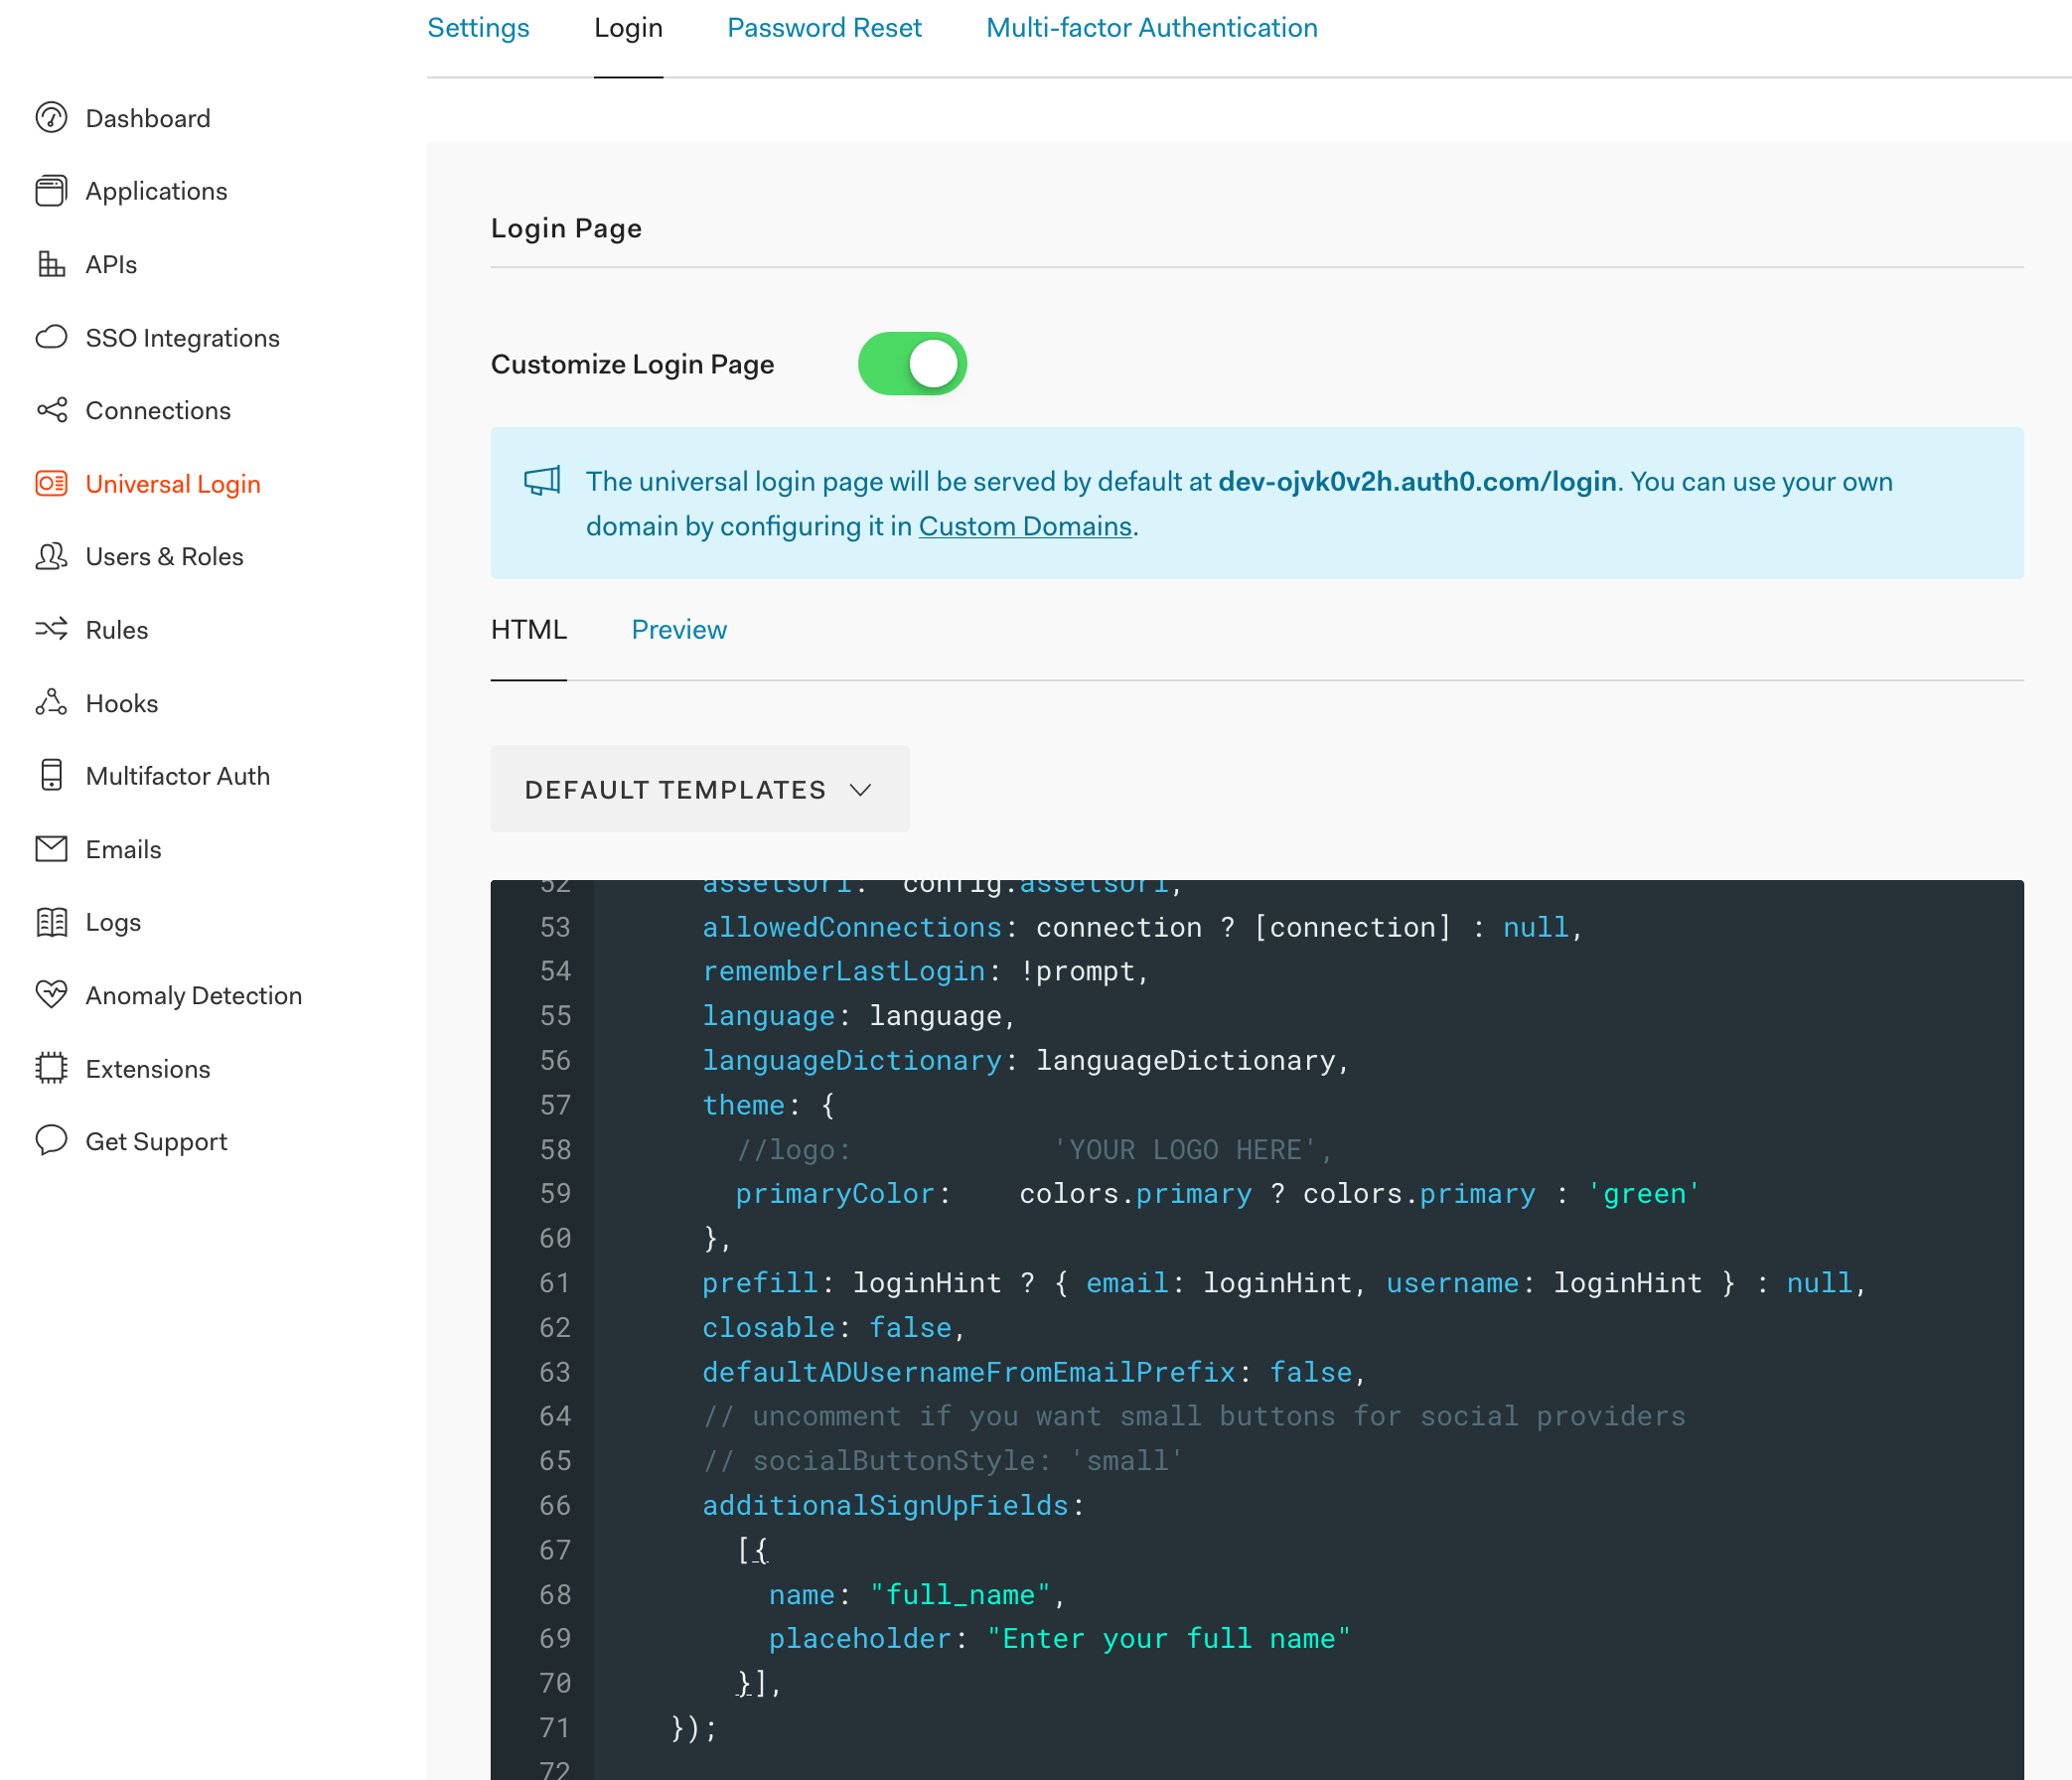 Settings Login Password Reset Multi-factor Authentication
Dashboard
Applications
APIs
SSO Integrations
Connections
Universal Login
Users & Roles
Rules
Hooks
Multifactor Auth
Emails
Logs
Anomaly Detection
Extensions
Get Support
Login Page
Customize Login Page
The universal login page will be served by default at dev-ojvk0v2h.auth0.com/login. You can use your own
domain by configuring it in Custom Domains.
HTML Preview
DEFAULT TEMPLATES
52 assetsUrl: config.assetsUrl,
53 allowedConnections: connection ? [connection] : null,
54 rememberLastLogin: !prompt,
55 language: language,
56 languageDictionary: languageDictionary,
57 theme: {
58 //logo: 'YOUR LOGO HERE',
59 primaryColor: colors.primary ? colors.primary : 'green'
60 },
61 prefill: loginHint ? { email: loginHint, username: loginHint } : null,
62 closable: false,
63 defaultADUsernameFromEmailPrefix: false,
64 // uncomment if you want small buttons for social providers
65 // socialButtonStyle: 'small'
66 additionalSignUpFields:
67 [{
68 name: "full_name",
69 placeholder: "Enter your full name"
70 }],
71 });
72